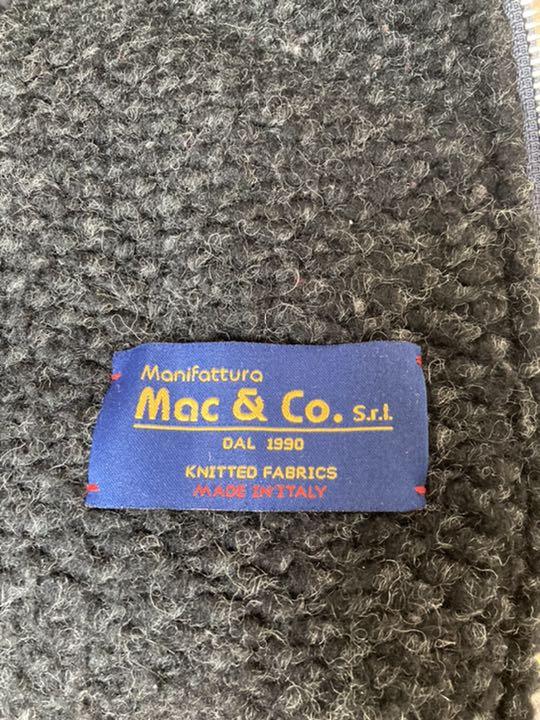 Manifattura
Mac & Co. S.r.l.
DAL 1990
KNITTED FABRICS
MADE IN ITALY